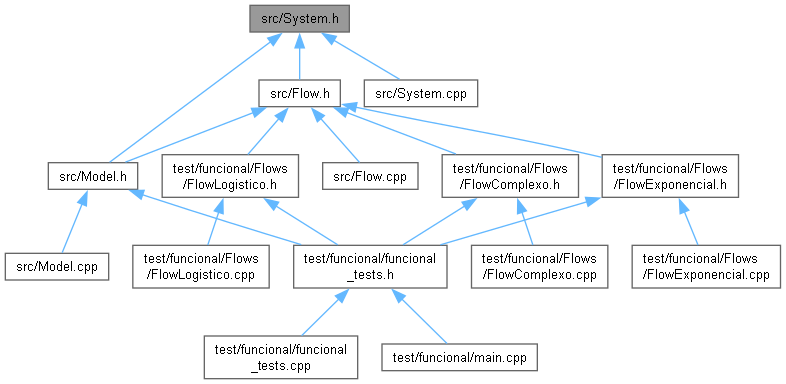 src/System.h
src/Flow.h
src/System.cpp
src/Model.h
test/funcional/Flows
/FlowLogistico.h
src/Flow.cpp
test/funcional/Flows
/FlowComplexo.h
test/funcional/Flows
/FlowExponencial.h
src/Model.cpp
test/funcional/Flows
/FlowLogistico.cpp
test/funcional/funcional
_tests.h
test/funcional/Flows
/FlowComplexo.cpp
test/funcional/Flows
/FlowExponencial.cpp
test/funcional/funcional
_tests.cpp
test/funcional/main.cpp